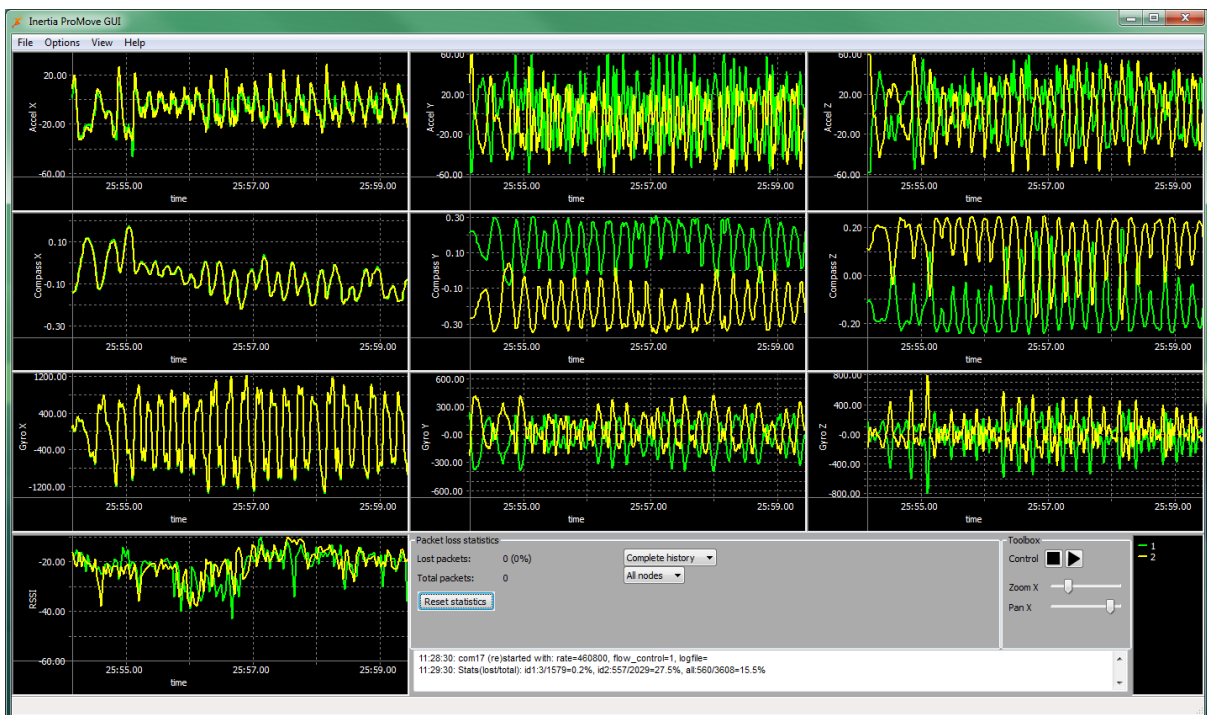 Inertia ProMove GUI
File Options View Help
20.00
-20.00
-60.00
Accel X
25:55.00 25:57.00 25:59.00
time
60.00
20.00
-20.00
-60.00
Accel Y
25:55.00 25:57.00 25:59.00
time
60.00
20.00
-20.00
-60.00
Accel Z
25:55.00 25:57.00 25:59.00
time
0.10
-0.10
-0.30
Compass X
25:55.00 25:57.00 25:59.00
time
0.30
0.10
-0.10
-0.30
Compass Y
25:55.00 25:57.00 25:59.00
time
0.20
0.00
-0.20
Compass Z
25:55.00 25:57.00 25:59.00
time
1200.00
400.00
-400.00
-1200.00
Gyro X
25:55.00 25:57.00 25:59.00
time
600.00
300.00
-0.00
-300.00
-600.00
Gyro Y
25:55.00 25:57.00 25:59.00
time
800.00
400.00
-0.00
-400.00
-800.00
Gyro Z
25:55.00 25:57.00 25:59.00
time
-20.00
-40.00
-60.00
RSSI
25:55.00 25:57.00 25:59.00
time
Packet loss statistics
Lost packets: 0 (0%) Complete history
Total packets: 0 All nodes
Reset statistics
Toolbox
Control
Zoom X
Pan X
1
2
11:28:30: com17 (re)started with: rate=460800, flow_control=1, logfile=
11:29:30: Stats(lost/total): id1:3/1579=0.2%, id2:557/2029=27.5%, all:560/3608=15.5%